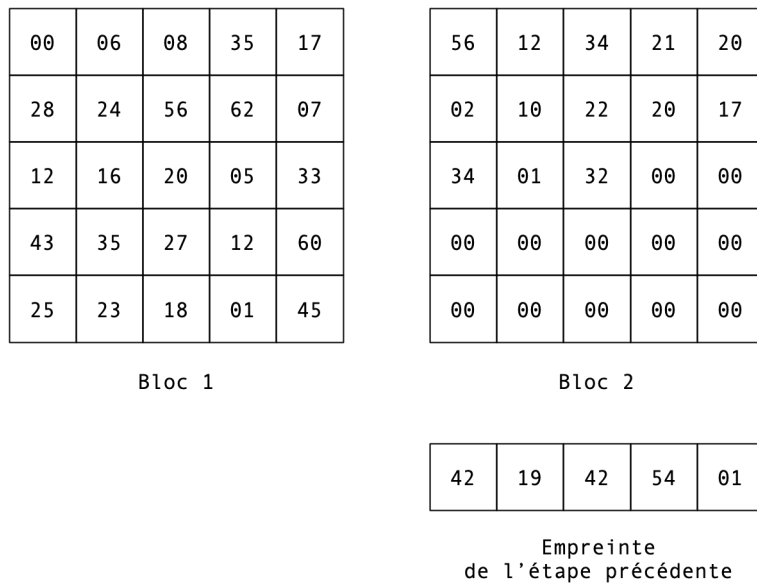 00 06 08 35 17
28 24 56 62 07
12 16 20 05 33
43 35 27 12 60
25 23 18 01 45
Bloc 1
56 12 34 21 20
02 10 22 20 17
34 01 32 00 00
00 00 00 00 00
00 00 00 00 00
Bloc 2
42 19 42 54 01
Empreinte
de l'étape précédente